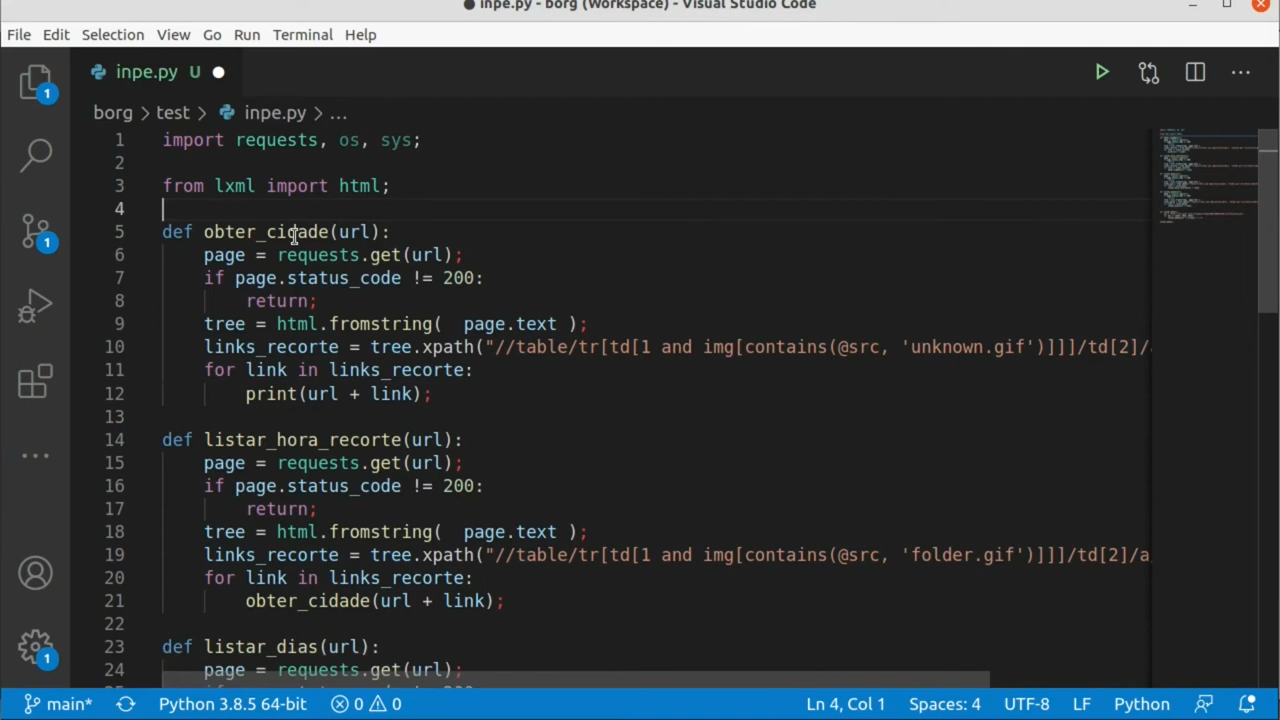 inpe.py - borg (Workspace) - Visual Studio Code
File Edit Selection View Go Run Terminal Help
inpe.py U
borg > test > inpe.py > ...
1 import requests, os, sys;
2
3 from lxml import html;
4
5 def obter_cidade(url):
6 page = requests.get(url);
7 if page.status_code != 200:
8 return;
9 tree = html.fromstring(  page.text );
10 links_recorte = tree.xpath("//table/tr[td[1 and img[contains(@src, 'unknown.gif')]]]/td[2]/
11 for link in links_recorte:
12 print(url + link);
13
14 def listar_hora_recorte(url):
15 page = requests.get(url);
16 if page.status_code != 200:
17 return;
18 tree = html.fromstring(  page.text );
19 links_recorte = tree.xpath("//table/tr[td[1 and img[contains(@src, 'folder.gif')]]]/td[2]/a
20 for link in links_recorte:
21 obter_cidade(url + link);
22
23 def listar_dias(url):
24 page = requests.get(url);
main* Python 3.8.5 64-bit 0 0 Ln 4, Col 1 Spaces: 4 UTF-8 LF Python
1
1
1